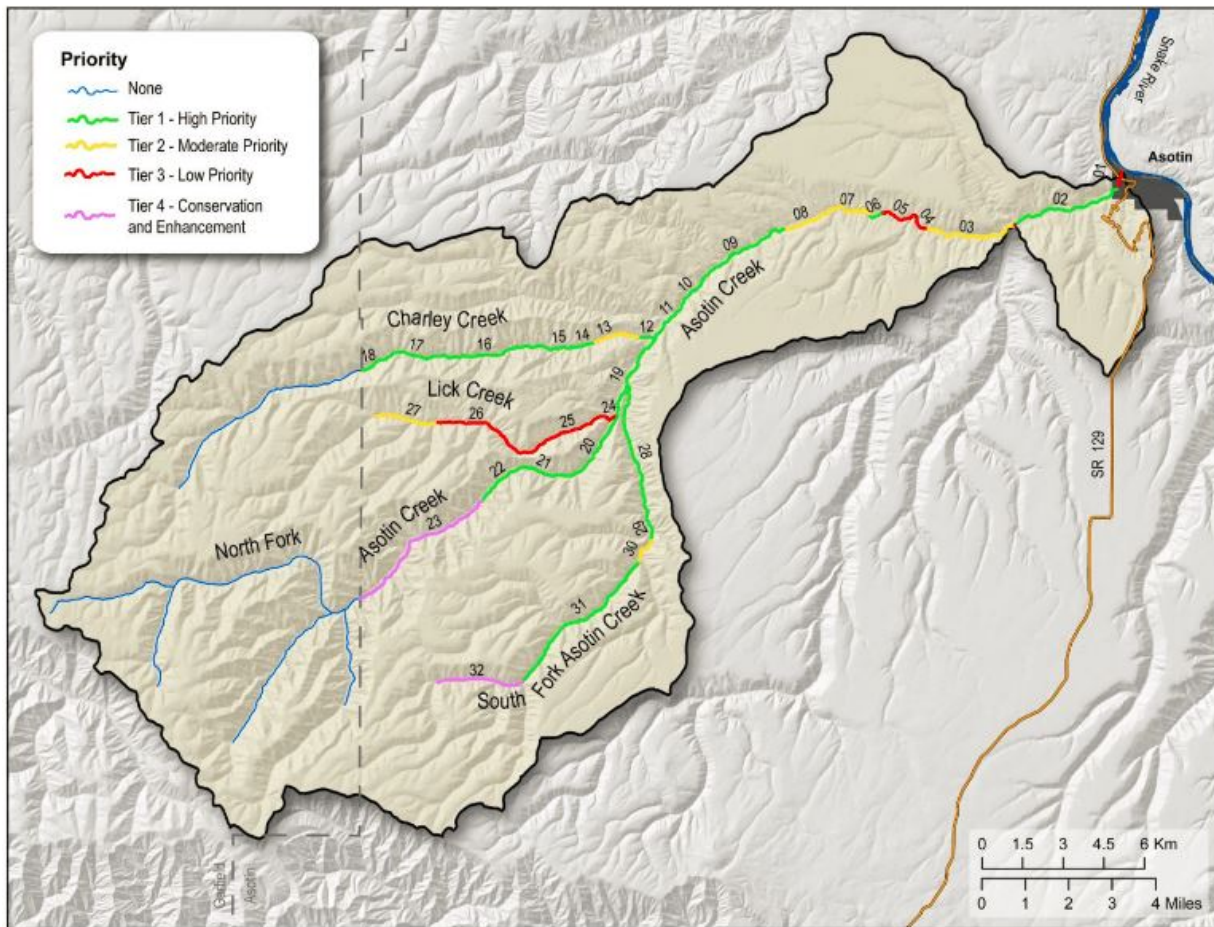 Priority
None
Tier 1 - High Priority
Tier 2 - Moderate Priority
Tier 3 - Low Priority
Tier 4 - Conservation
and Enhancement
Snake River
Asotin
01
02
03
04
05
06
07
08
09
10
11
Asotin Creek
Charley Creek
12
13
14
15
16
17
18
19
Lick Creek
24
25
26
27
20
21
22
23
28
29
30
31
32
North Fork
Asotin Creek
South
Fork Asotin Creek
SR 129
Garfield
Asotin
0 1.5 3 4.5 6 Km
0 1 2 3 4 Miles